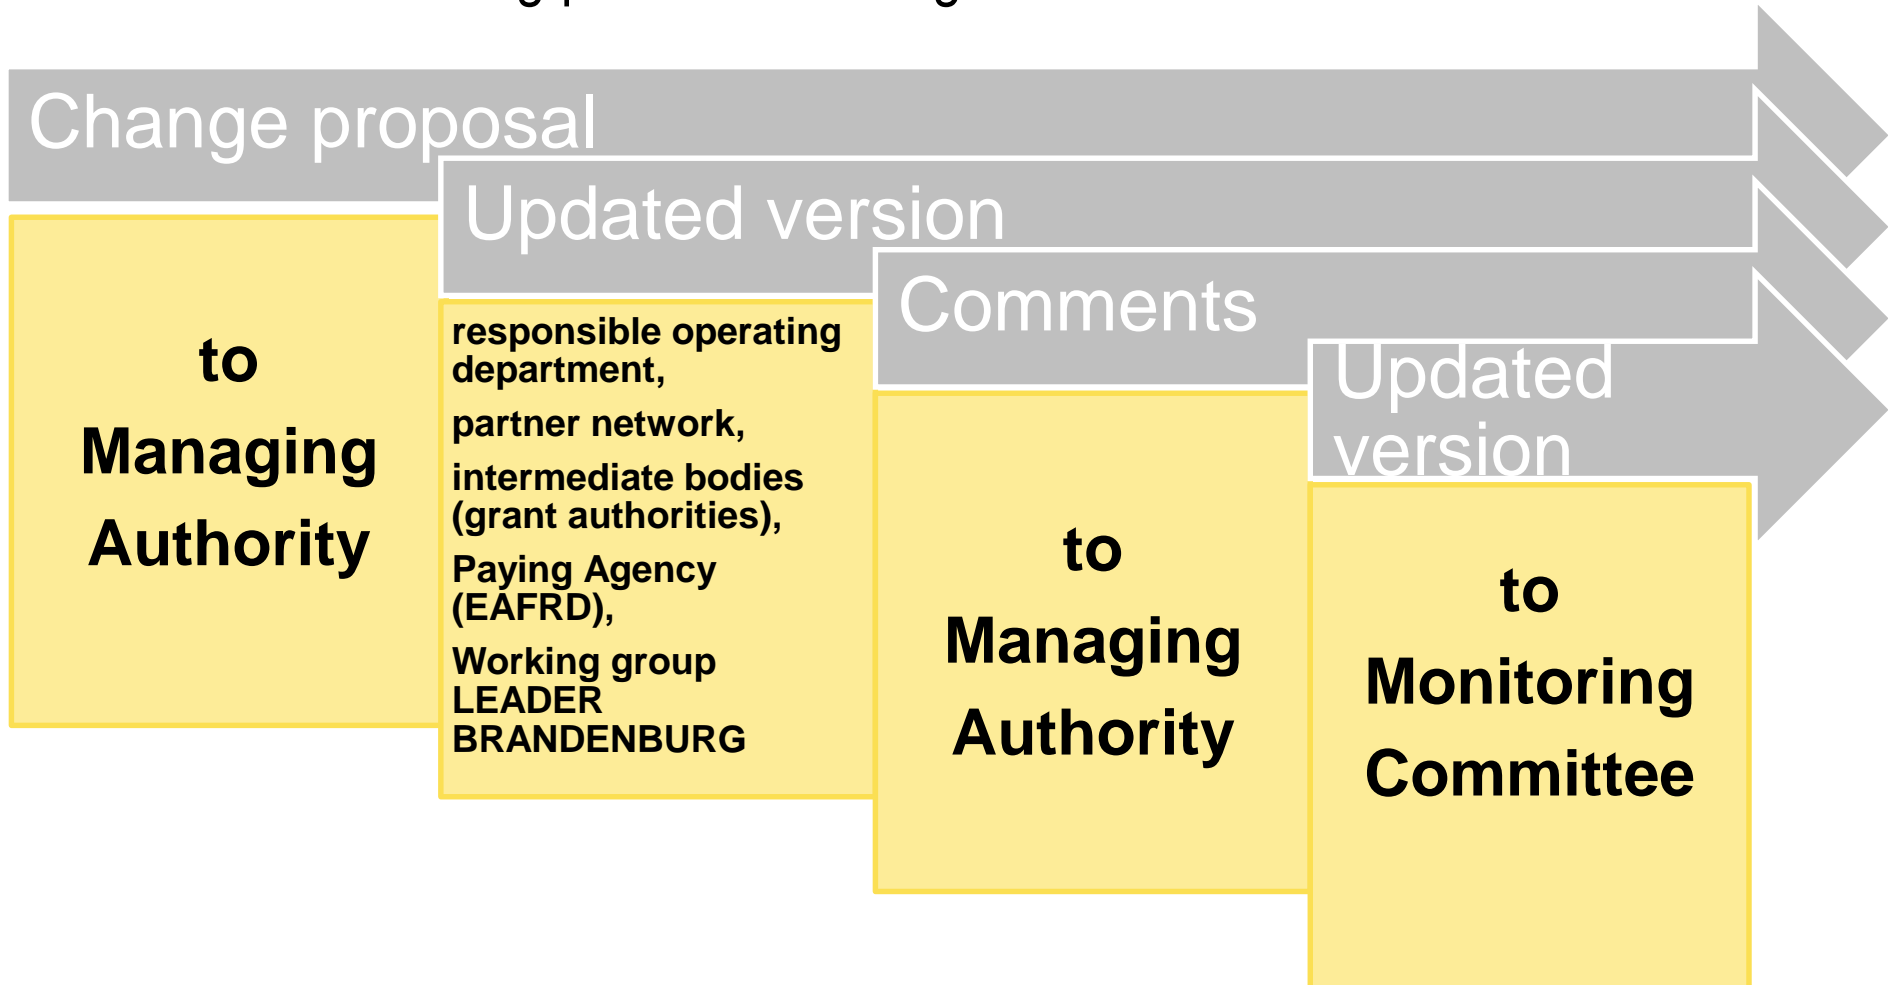 Change proposal
Updated version
Comments
Updated
version
to
Managing
Authority
responsible operating
department,
partner network,
intermediate bodies
(grant authorities),
Paying Agency
(EAFRD),
Working group
LEADER
BRANDENBURG
to
Managing
Authority
to
Monitoring
Committee